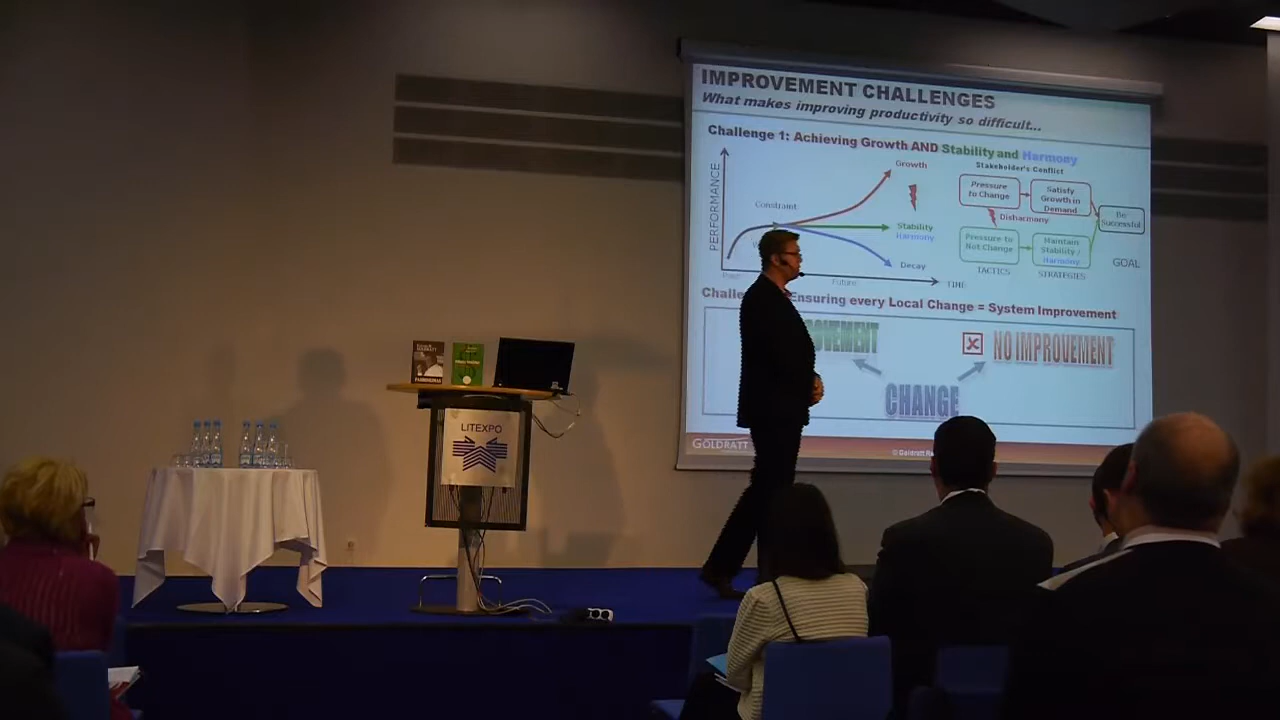 IMPROVEMENT CHALLENGES
What makes improving productivity so difficult...
Challenge 1: Achieving Growth AND Stability and Harmony
Stakeholder's Conflict
PERFORMANCE
Growth
Constraint
Stability
Harmony
Decay
Future
TIME
Pressure
to Change
Satisfy
Growth in
Demand
Disharmony
Be
Successful
Pressure to
Not Change
Maintain
Stability /
Harmony
TACTICS
STRATEGIES
GOAL
Ensuring every Local Change = System Improvement
NO IMPROVEMENT
CHANGE
GOLDRATT
© Goldratt
LITEXPO